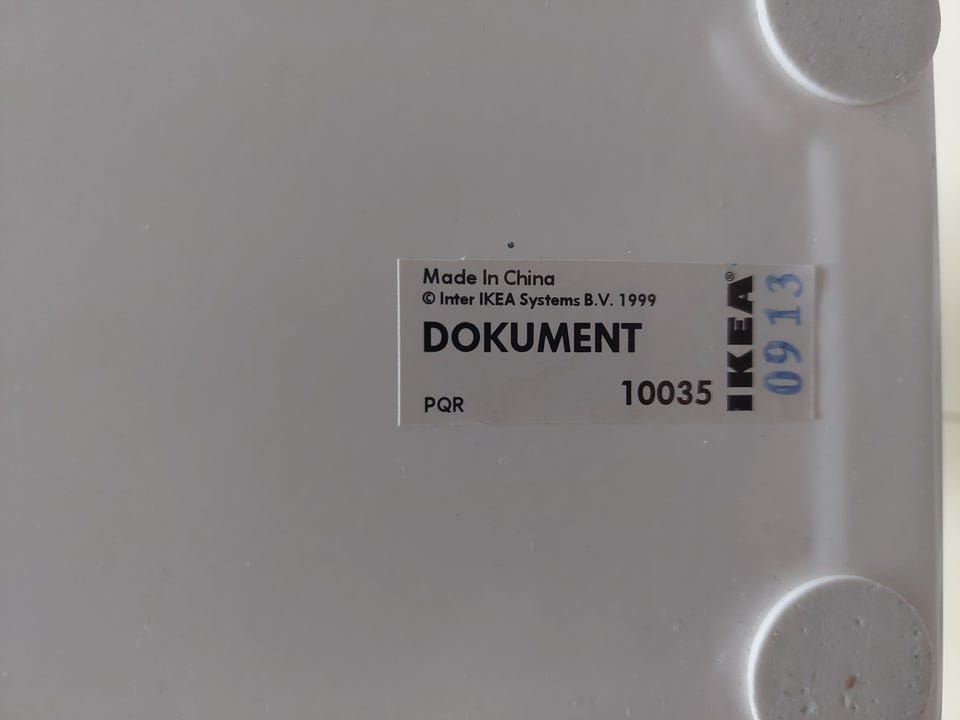 Made In China
© Inter IKEA Systems B.V. 1999
DOKUMENT
PQR
10035
IKEA®
0913